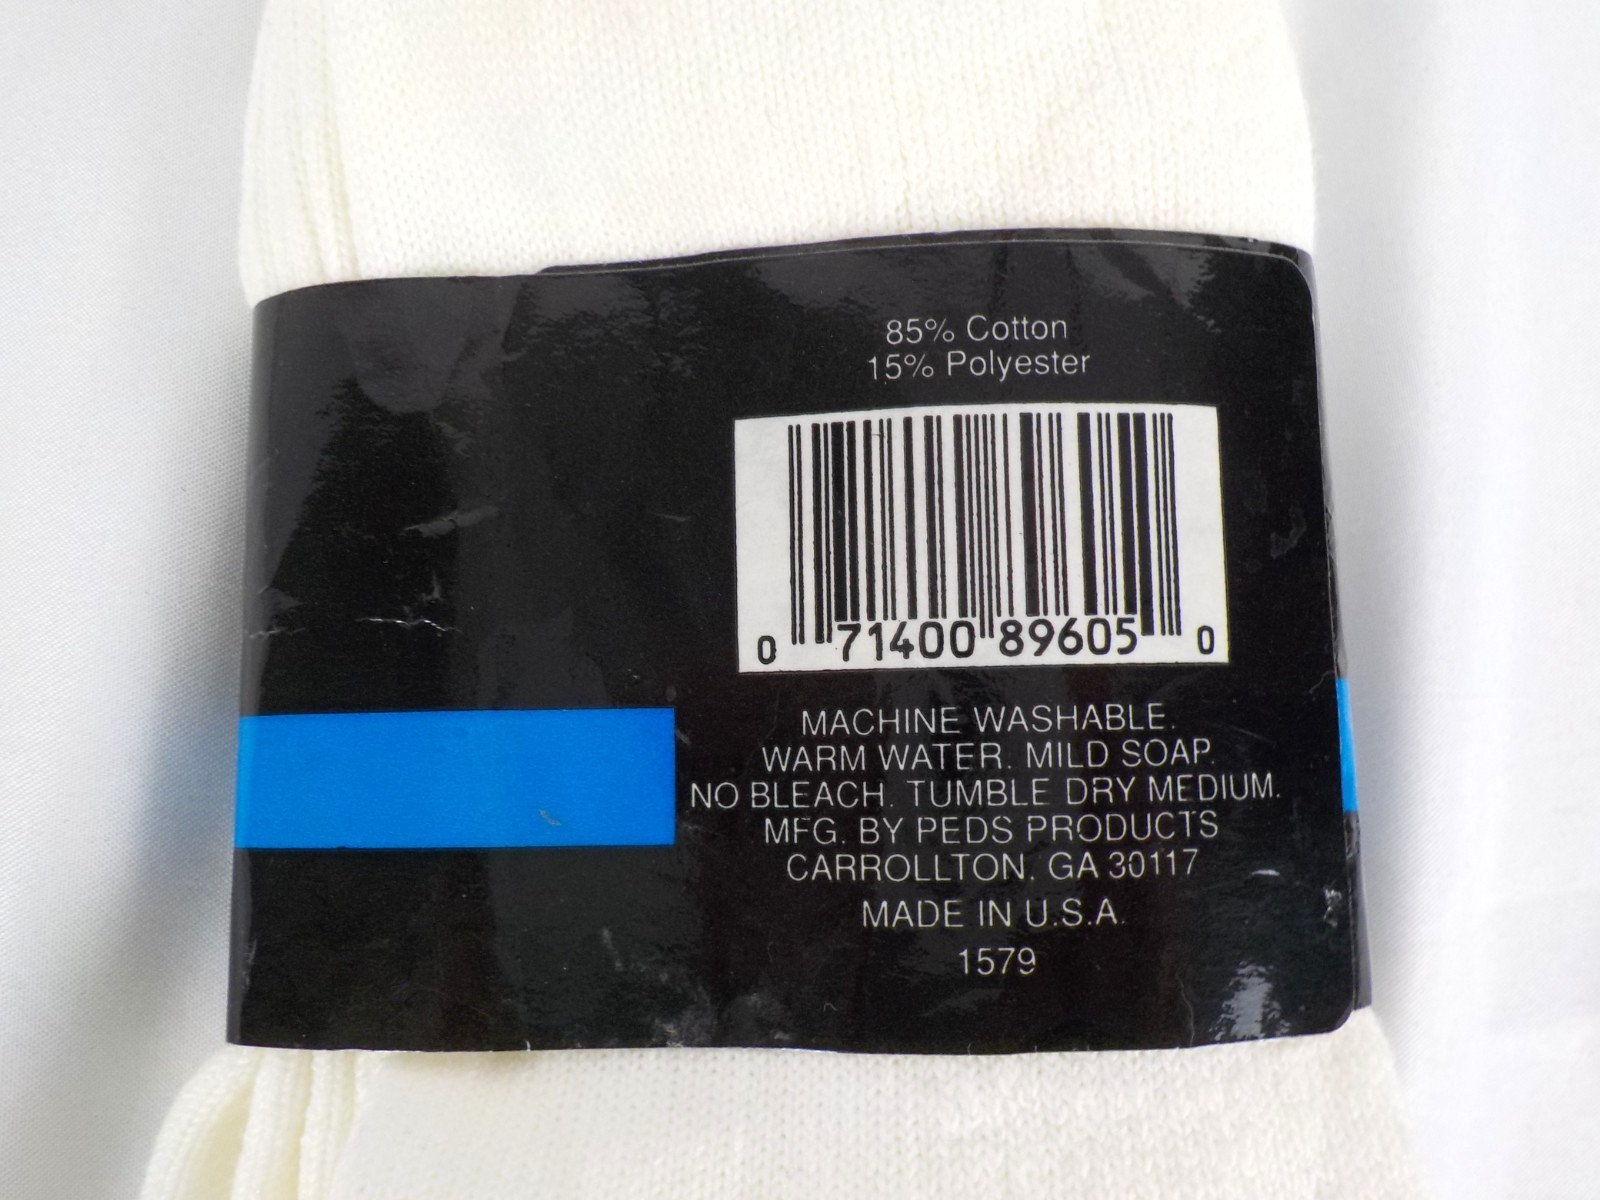 85% Cotton
15% Polyester
0 71400 89605 0
MACHINE WASHABLE.
WARM WATER. MILD SOAP.
NO BLEACH. TUMBLE DRY MEDIUM.
MFG. BY PEDS PRODUCTS
CARROLLTON, GA 30117
MADE IN U.S.A.
1579